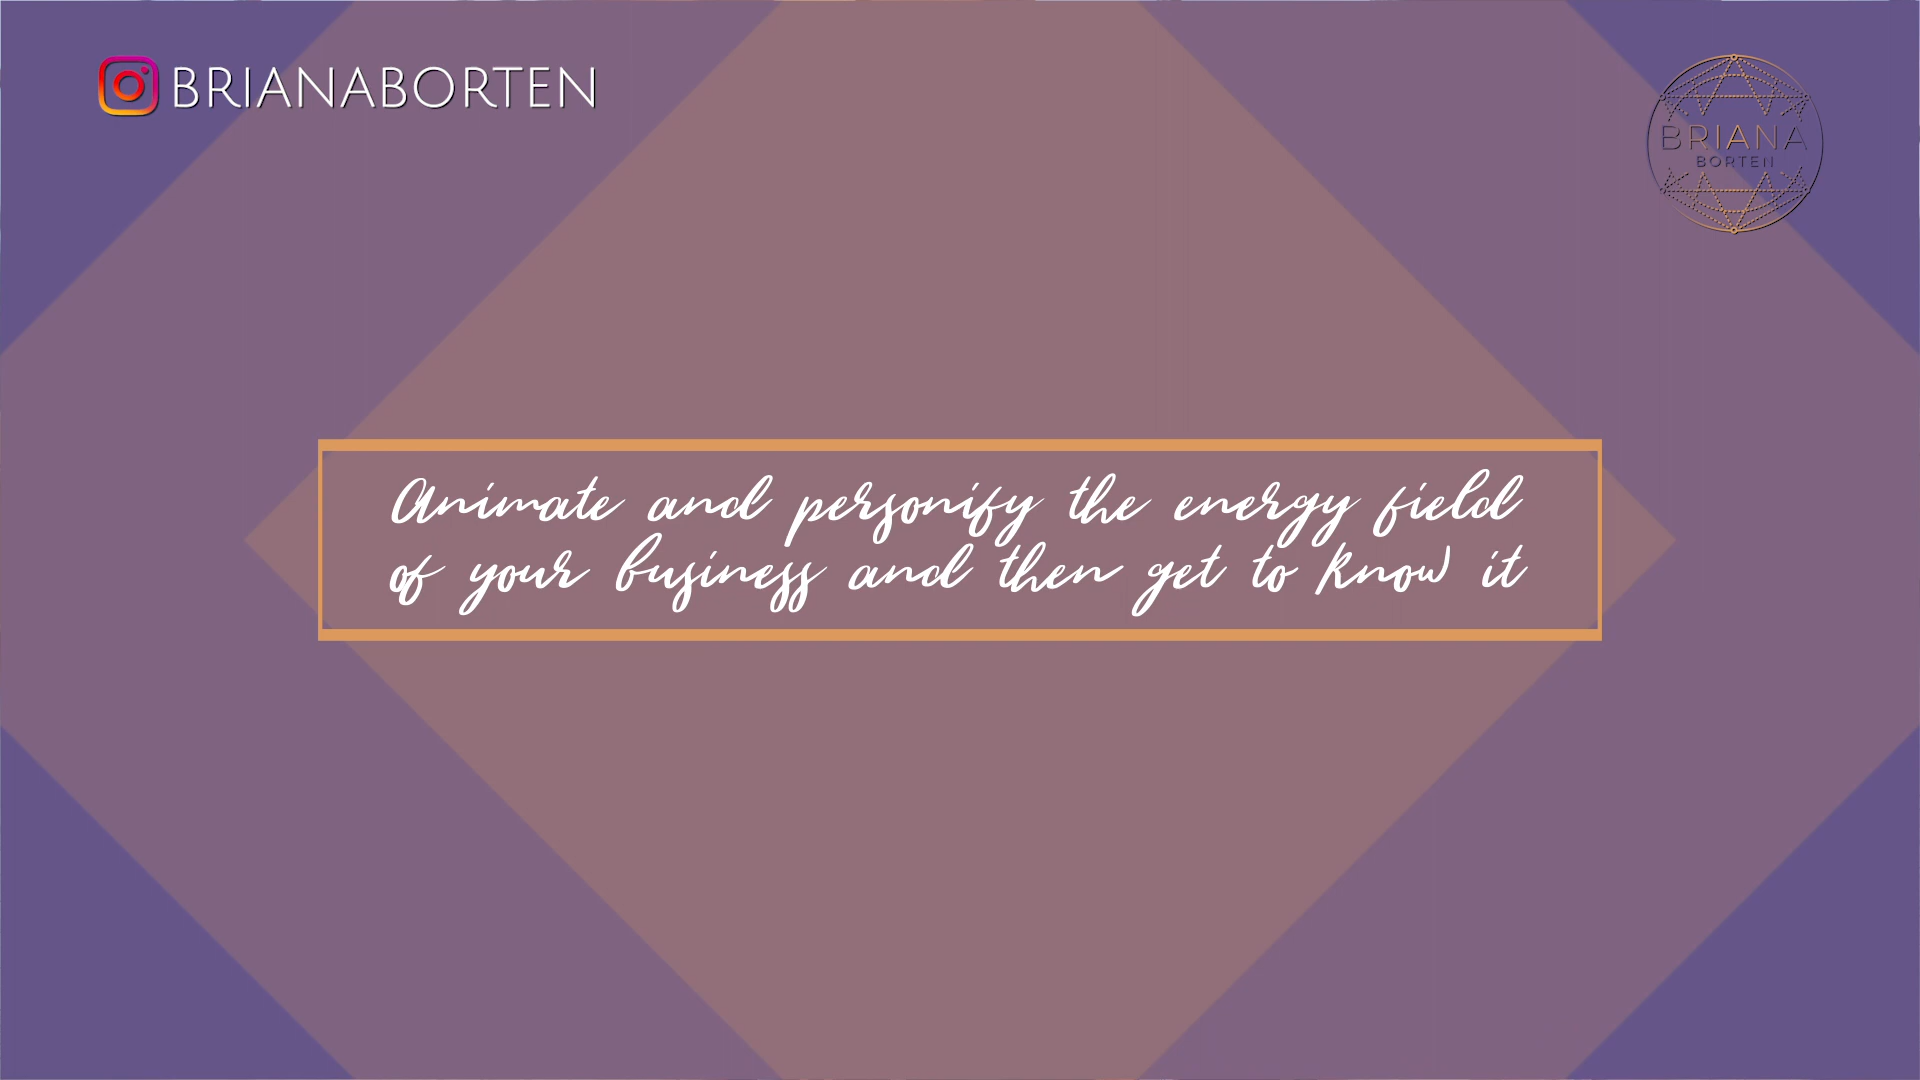 BRIANABORTEN
BRIANA
BORTEN
Animate and personify the energy field
of your business and then get to know it